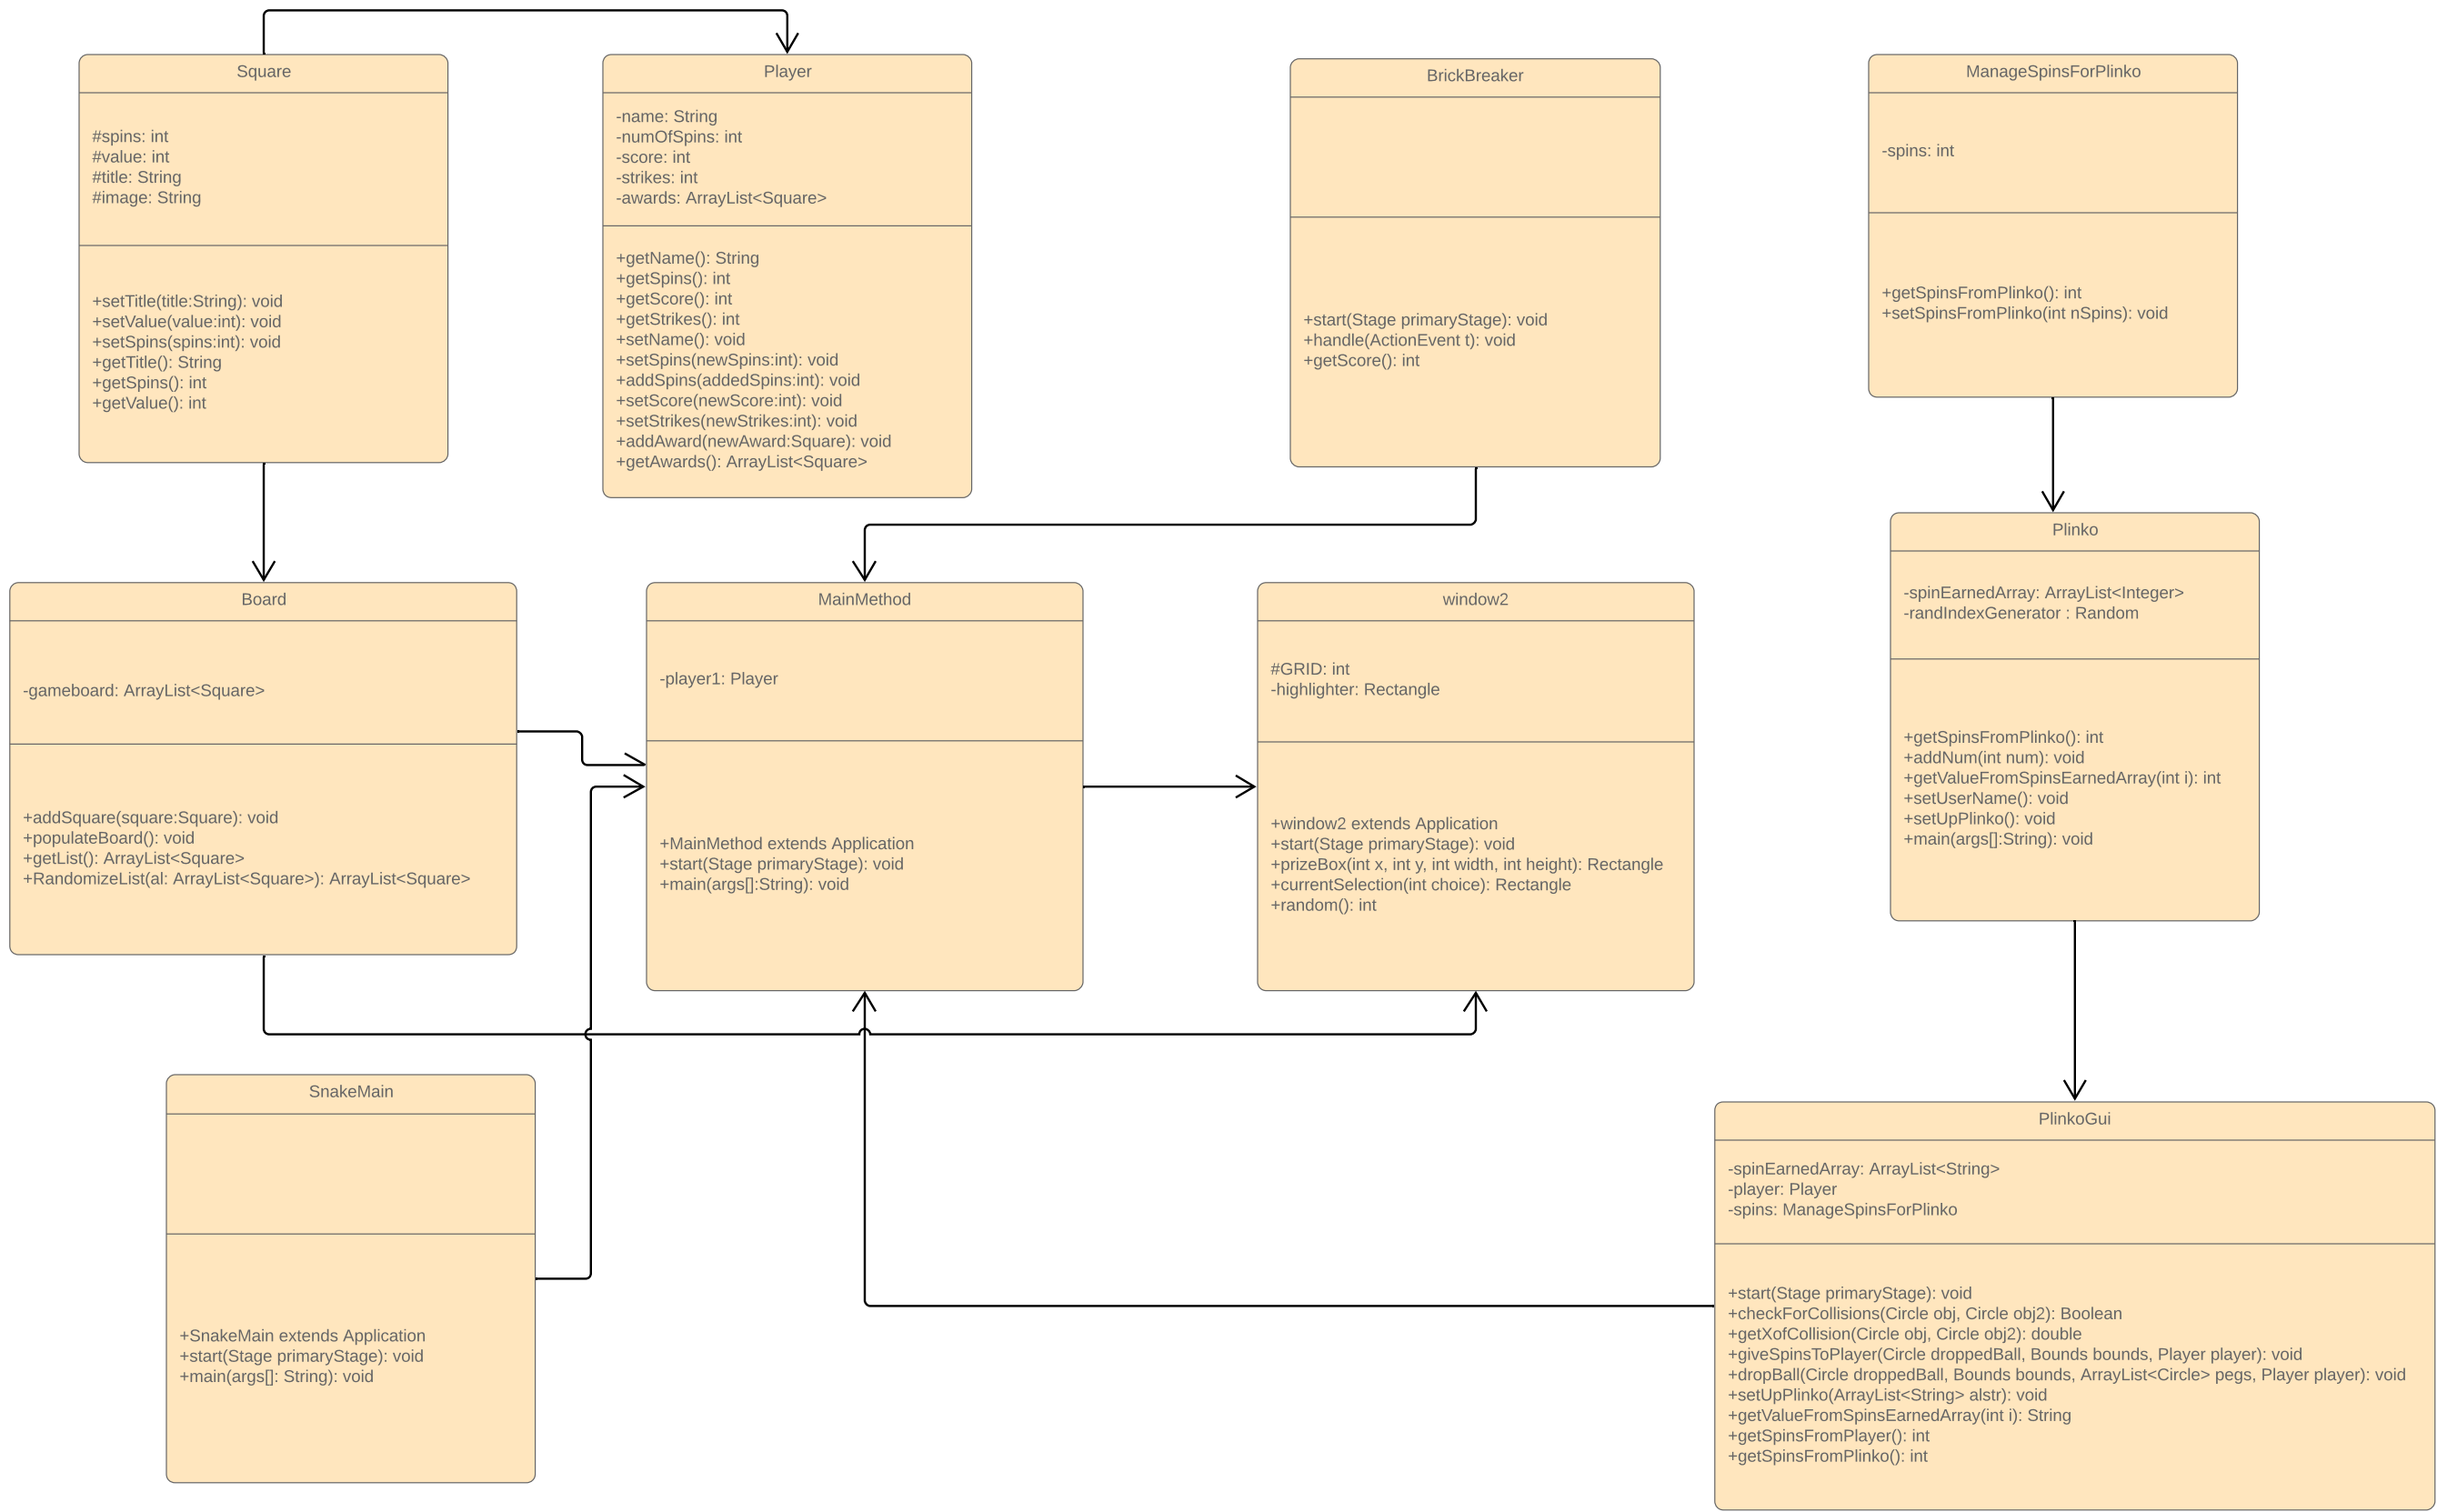 Square
#spins: int
#value: int
#title: String
#image: String
+setTitle(title:String): void
+setValue(value:int): void
+setSpins(spins:int): void
+getTitle(): String
+getSpins(): int
+getValue(): int
Player
-name: String
-numOfSpins: int
-score: int
-strikes: int
-awards: ArrayList<Square>
+getName(): String
+getSpins(): int
+getScore(): int
+getStrikes(): int
+setName(): void
+setSpins(newSpins:int): void
+addSpins(addedSpins:int): void
+setScore(newScore:int): void
+setStrikes(newStrikes:int): void
+addAward(newAward:Square): void
+getAwards(): ArrayList<Square>
BrickBreaker
+start(Stage primaryStage): void
+handle(ActionEvent t): void
+getScore(): int
ManageSpinsForPlinko
-spins: int
+getSpinsFromPlinko(): int
+setSpinsFromPlinko(int nSpins): void
Board
-gameboard: ArrayList<Square>
+addSquare(square:Square): void
+populateBoard(): void
+getList(): ArrayList<Square>
+RandomizeList(al: ArrayList<Square>): ArrayList<Square>
MainMethod
-player1: Player
+MainMethod extends Application
+start(Stage primaryStage): void
+main(args[]:String): void
window2
#GRID: int
-highlighter: Rectangle
+window2 extends Application
+start(Stage primaryStage): void
+prizeBox(int x, int y, int width, int height): Rectangle
+currentSelection(int choice): Rectangle
+random(): int
Plinko
-spinEarnedArray: ArrayList<Integer>
-randIndexGenerator : Random
+getSpinsFromPlinko(): int
+addNum(int num): void
+getValueFromSpinsEarnedArray(int i): int
+setUserName(): void
+setUpPlinko(): void
+main(args[]:String): void
SnakeMain
+SnakeMain extends Application
+start(Stage primaryStage): void
+main(args[]: String): void
PlinkoGui
-spinEarnedArray: ArrayList<String>
-player: Player
-spins: ManageSpinsForPlinko
+start(Stage primaryStage): void
+checkForCollisions(Circle obj, Circle obj2): Boolean
+getXofCollision(Circle obj, Circle obj2): double
+giveSpinsToPlayer(Circle droppedBall, Bounds bounds, Player player): void
+dropBall(Circle droppedBall, Bounds bounds, ArrayList<Circle> pegs, Player player): void
+setUpPlinko(ArrayList<String> alstr): void
+getValueFromSpinsEarnedArray(int i): String
+getSpinsFromPlayer(): int
+getSpinsFromPlinko(): int